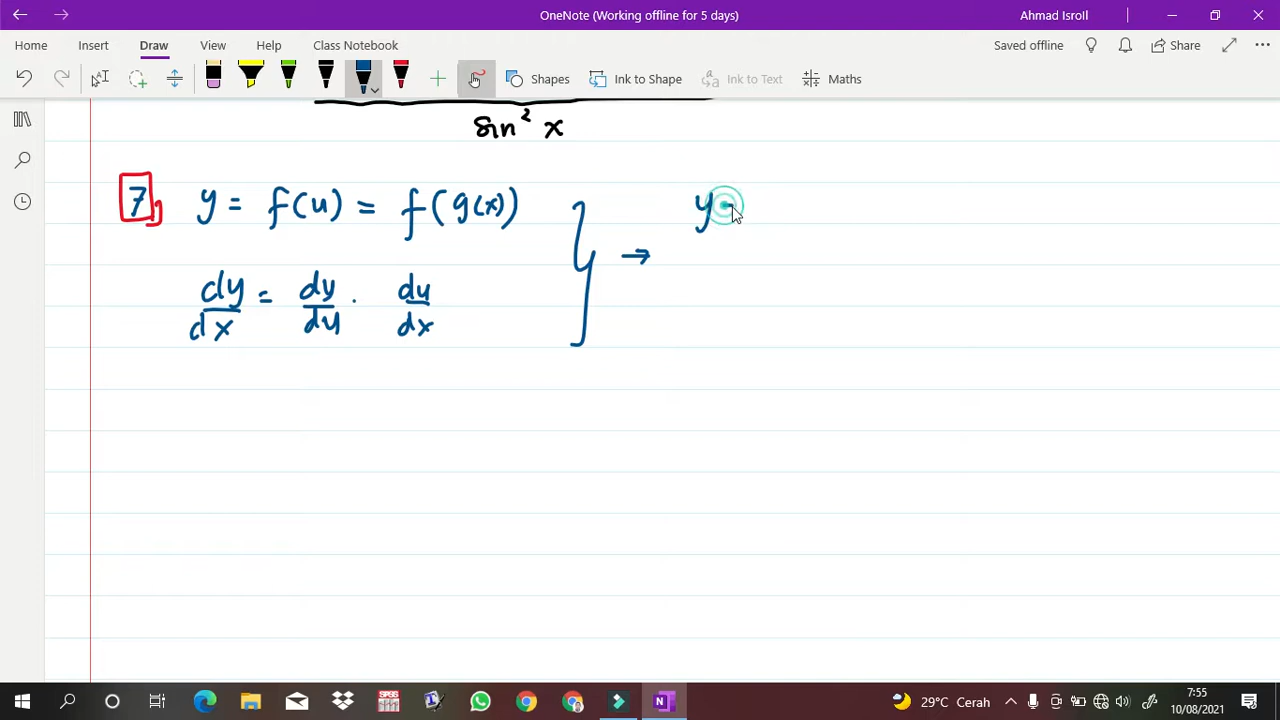 OneNote (Working offline for 5 days)
Ahmad IsroII
Home Insert Draw View Help Class Notebook
Saved offline Share
Shapes Ink to Shape Ink to Text Maths
sin² x
7) y = f(u) = f(g(x)) } → y -
dy/dx = dy/du . du/dx
29°C Cerah
7:55
10/08/2021